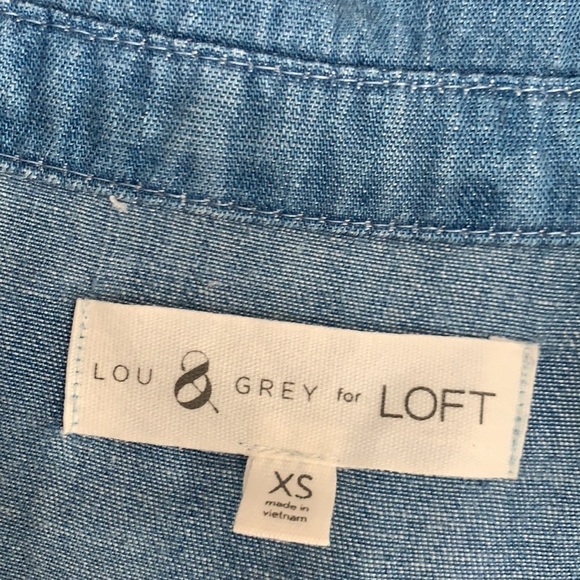 LOU & GREY for LOFT
XS
made in
vietnam